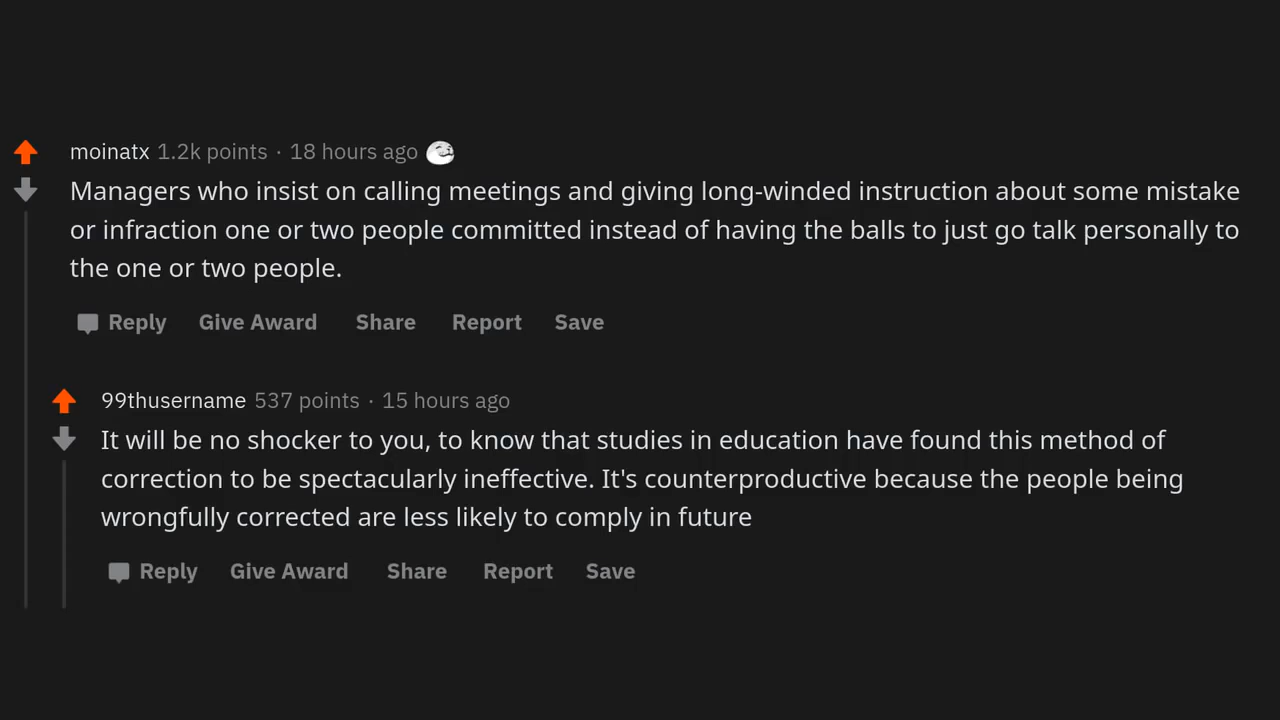 moinatx 1.2k points · 18 hours ago
Managers who insist on calling meetings and giving long-winded instruction about some mistake
or infraction one or two people committed instead of having the balls to just go talk personally to
the one or two people.
Reply Give Award Share Report Save
99thusername 537 points · 15 hours ago
It will be no shocker to you, to know that studies in education have found this method of
correction to be spectacularly ineffective. It's counterproductive because the people being
wrongfully corrected are less likely to comply in future
Reply Give Award Share Report Save